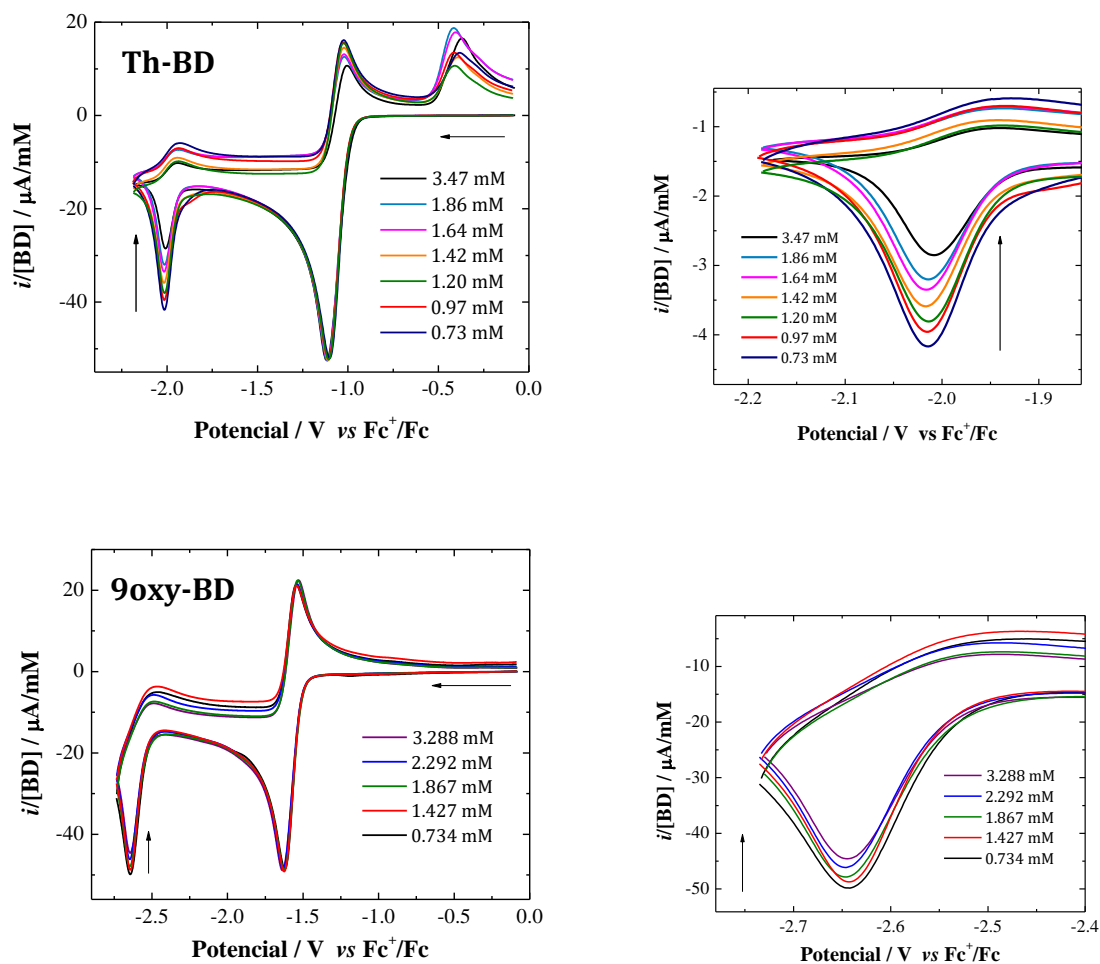 Th-BD
20
0
-20
-40
i/[BD] / μA/mM
3.47 mM
1.86 mM
1.64 mM
1.42 mM
1.20 mM
0.97 mM
0.73 mM
-2.0 -1.5 -1.0 -0.5 0.0
Potencial / V vs Fc⁺/Fc
-1
-2
-3
-4
i/[BD] / μA/mM
3.47 mM
1.86 mM
1.64 mM
1.42 mM
1.20 mM
0.97 mM
0.73 mM
-2.2 -2.1 -2.0 -1.9
Potencial / V vs Fc⁺/Fc
9oxy-BD
20
0
-20
-40
i/[BD] / μA/mM
3.288 mM
2.292 mM
1.867 mM
1.427 mM
0.734 mM
-2.5 -2.0 -1.5 -1.0 -0.5 0.0
Potencial / V vs Fc⁺/Fc
-10
-20
-30
-40
-50
i/[BD] / μA/mM
3.288 mM
2.292 mM
1.867 mM
1.427 mM
0.734 mM
-2.7 -2.6 -2.5 -2.4
Potencial / V vs Fc⁺/Fc